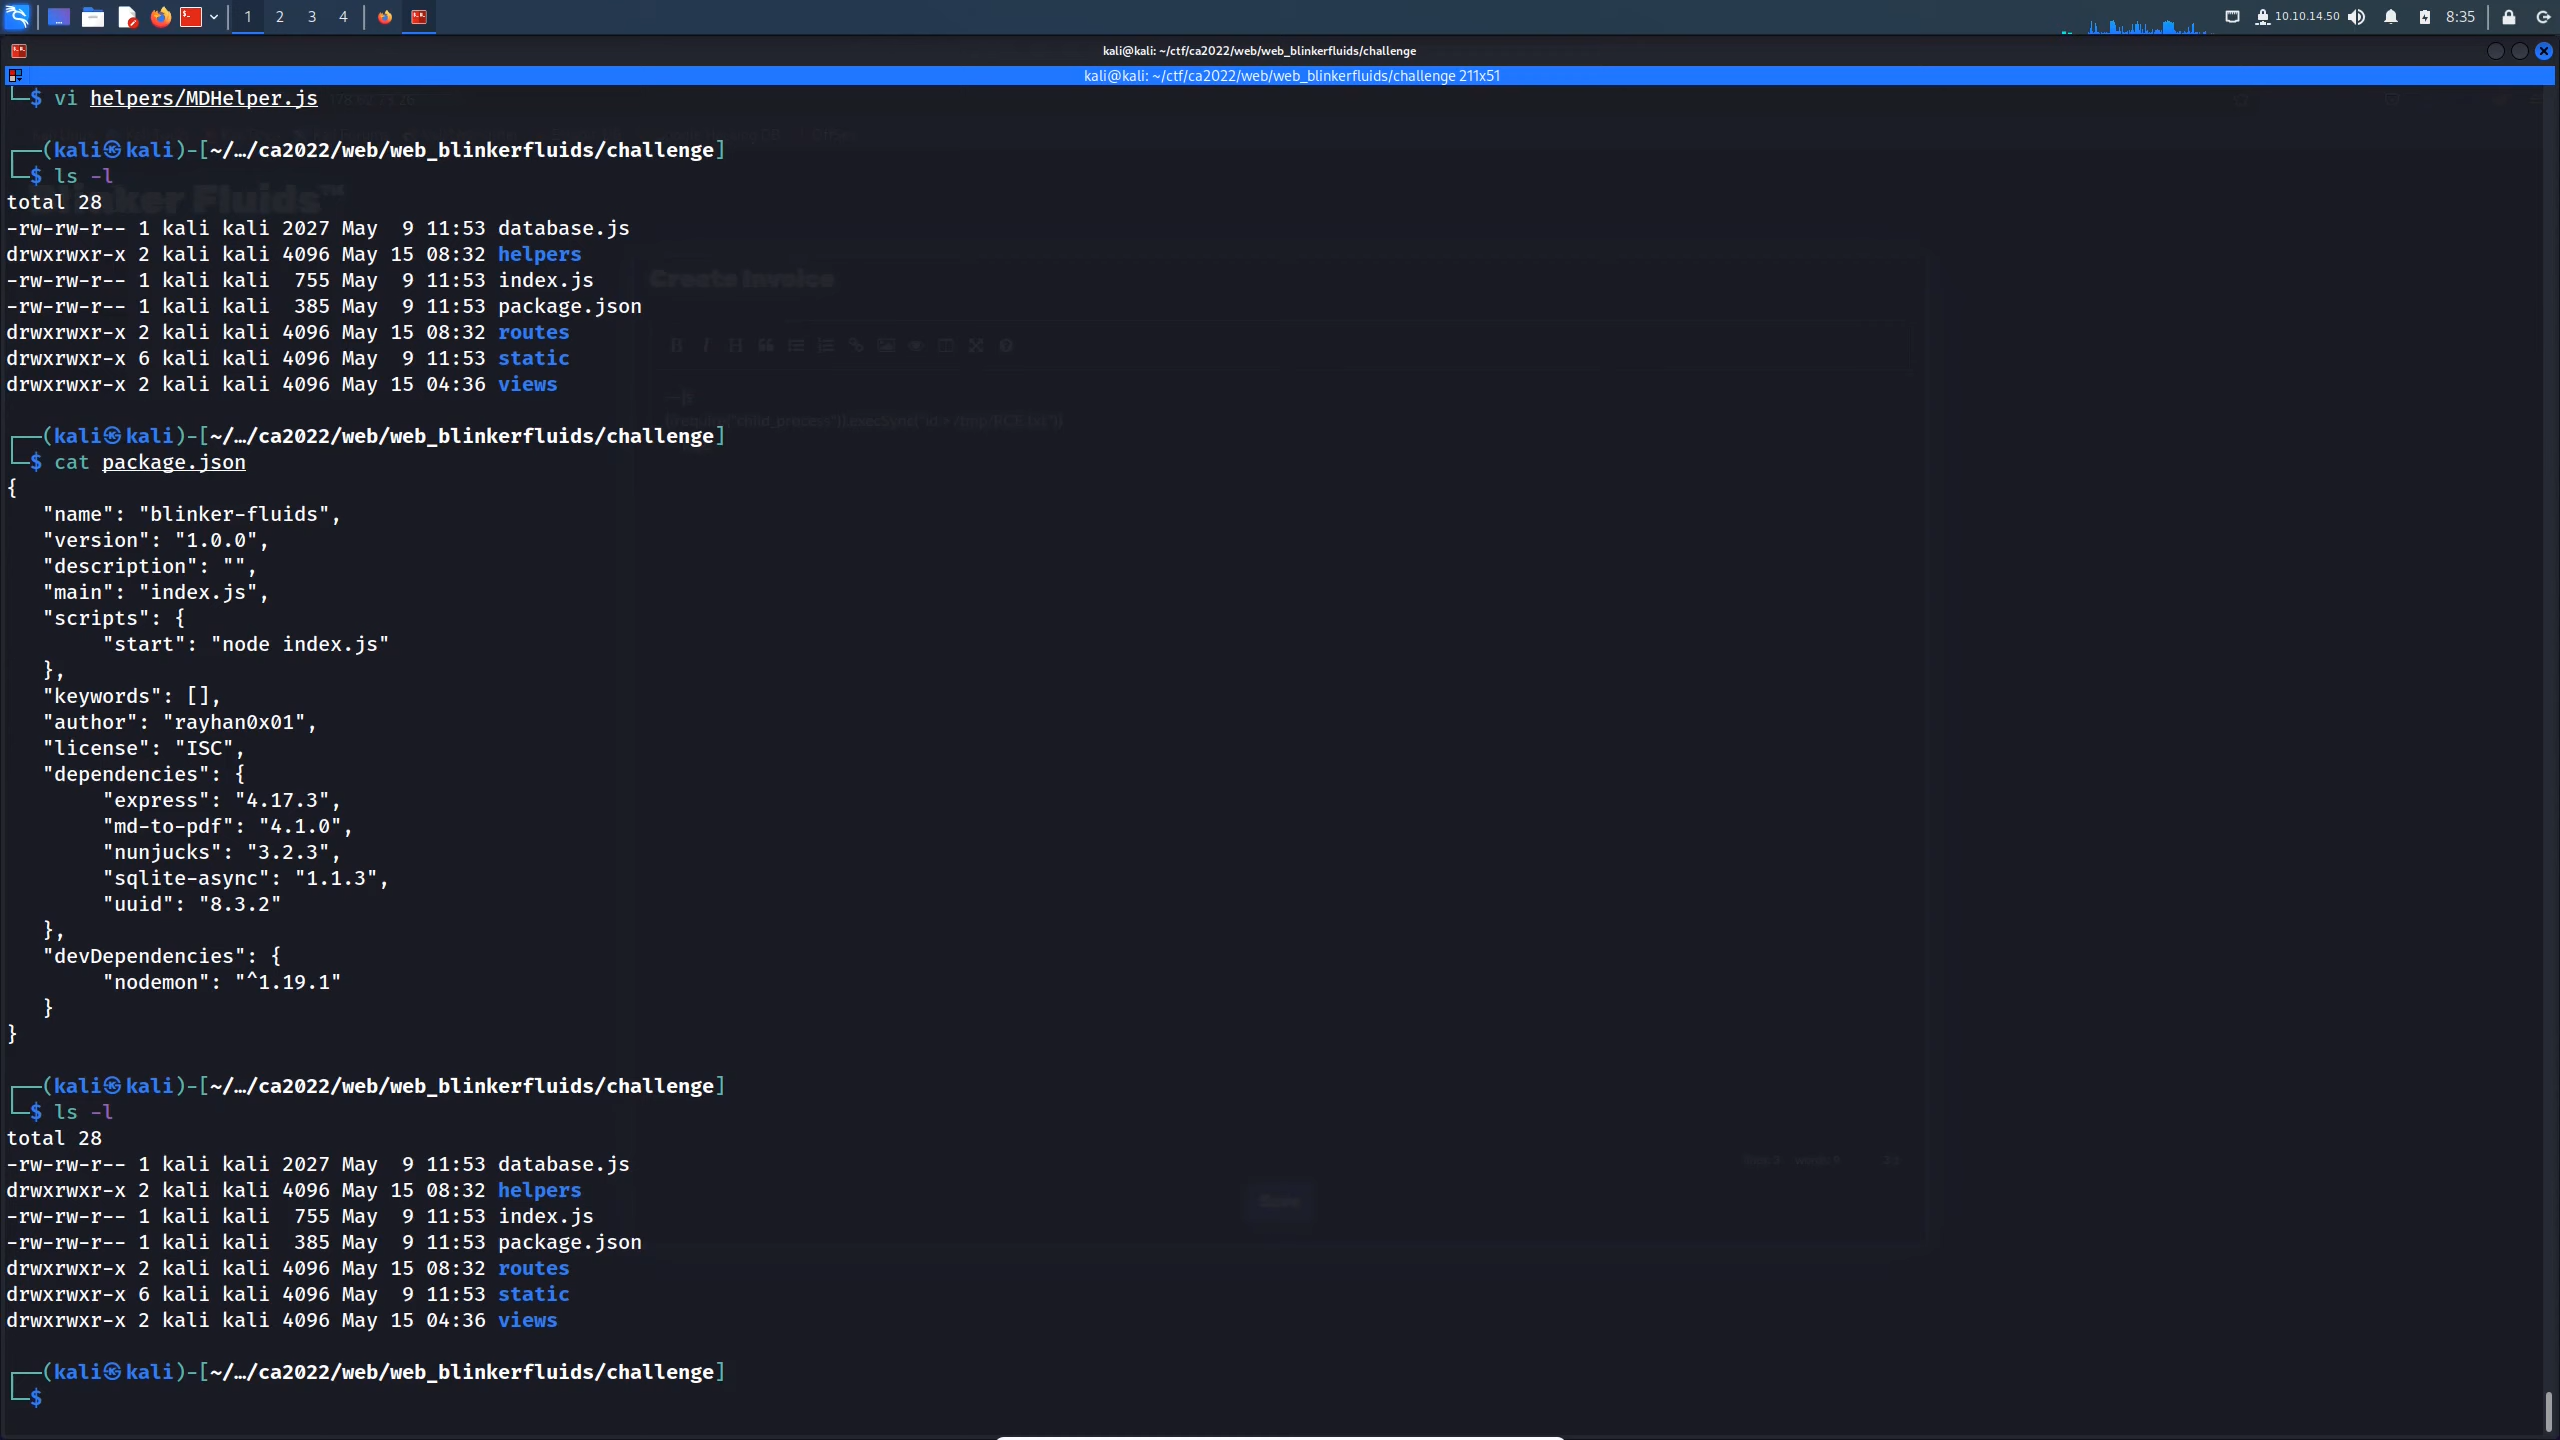 1 2 3 4 10.10.14.50 8:35
kali@kali: ~/ctf/ca2022/web/web_blinkerfluids/challenge
kali@kali: ~/ctf/ca2022/web/web_blinkerfluids/challenge 211x51
└─$ vi helpers/MDHelper.js
┌──(kali㉿kali)-[~/…/ca2022/web/web_blinkerfluids/challenge]
└─$ ls -l
total 28
-rw-rw-r-- 1 kali kali 2027 May  9 11:53 database.js
drwxrwxr-x 2 kali kali 4096 May 15 08:32 helpers
-rw-rw-r-- 1 kali kali  755 May  9 11:53 index.js
-rw-rw-r-- 1 kali kali  385 May  9 11:53 package.json
drwxrwxr-x 2 kali kali 4096 May 15 08:32 routes
drwxrwxr-x 6 kali kali 4096 May  9 11:53 static
drwxrwxr-x 2 kali kali 4096 May 15 04:36 views
┌──(kali㉿kali)-[~/…/ca2022/web/web_blinkerfluids/challenge]
└─$ cat package.json
{
"name": "blinker-fluids",
"version": "1.0.0",
"description": "",
"main": "index.js",
"scripts": {
"start": "node index.js"
},
"keywords": [],
"author": "rayhan0x01",
"license": "ISC",
"dependencies": {
"express": "4.17.3",
"md-to-pdf": "4.1.0",
"nunjucks": "3.2.3",
"sqlite-async": "1.1.3",
"uuid": "8.3.2"
},
"devDependencies": {
"nodemon": "^1.19.1"
}
}
┌──(kali㉿kali)-[~/…/ca2022/web/web_blinkerfluids/challenge]
└─$ ls -l
total 28
-rw-rw-r-- 1 kali kali 2027 May  9 11:53 database.js
drwxrwxr-x 2 kali kali 4096 May 15 08:32 helpers
-rw-rw-r-- 1 kali kali  755 May  9 11:53 index.js
-rw-rw-r-- 1 kali kali  385 May  9 11:53 package.json
drwxrwxr-x 2 kali kali 4096 May 15 08:32 routes
drwxrwxr-x 6 kali kali 4096 May  9 11:53 static
drwxrwxr-x 2 kali kali 4096 May 15 04:36 views
┌──(kali㉿kali)-[~/…/ca2022/web/web_blinkerfluids/challenge]
└─$
Fluids™
Create Invoice
Save